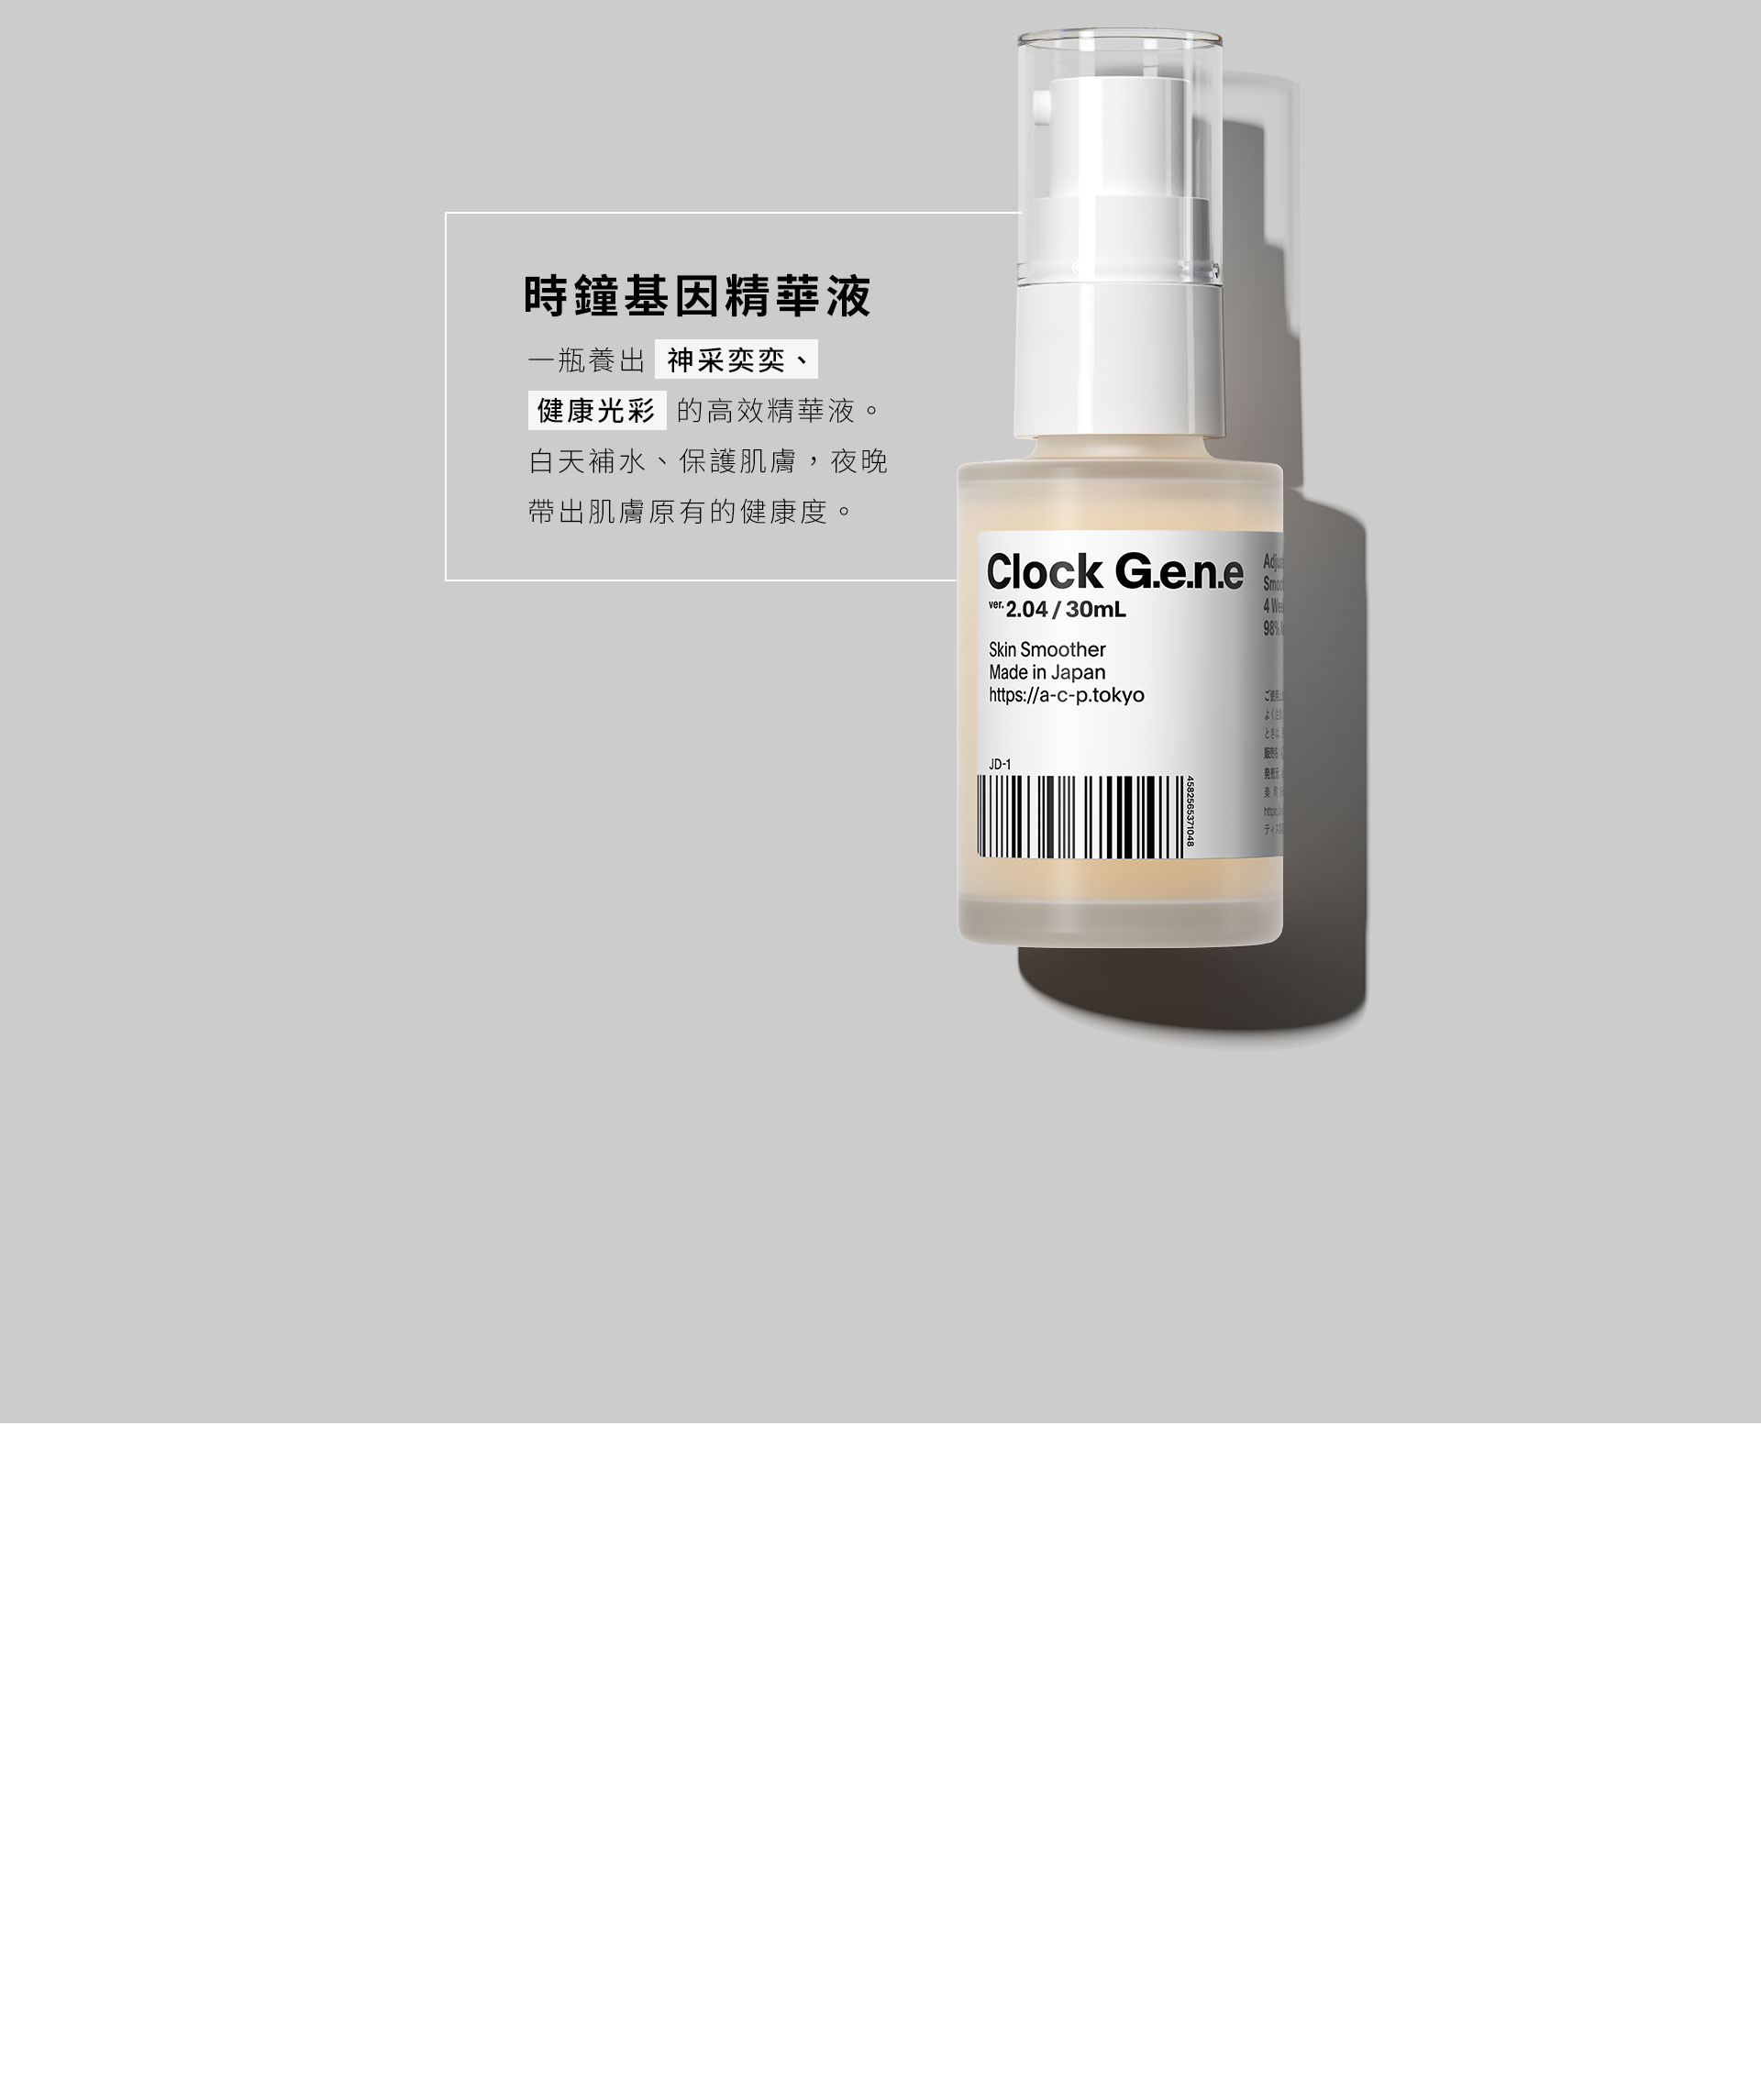 時鐘基因精華液
一瓶養出 神采奕奕、
健康光彩 的高效精華液。
白天補水、保護肌膚，夜晚
帶出肌膚原有的健康度。
Clock G.e.n.e
ver. 2.04 / 30mL
Skin Smoother
Made in Japan
https://a-c-p.tokyo
JD-1
4582565371048
4
98%